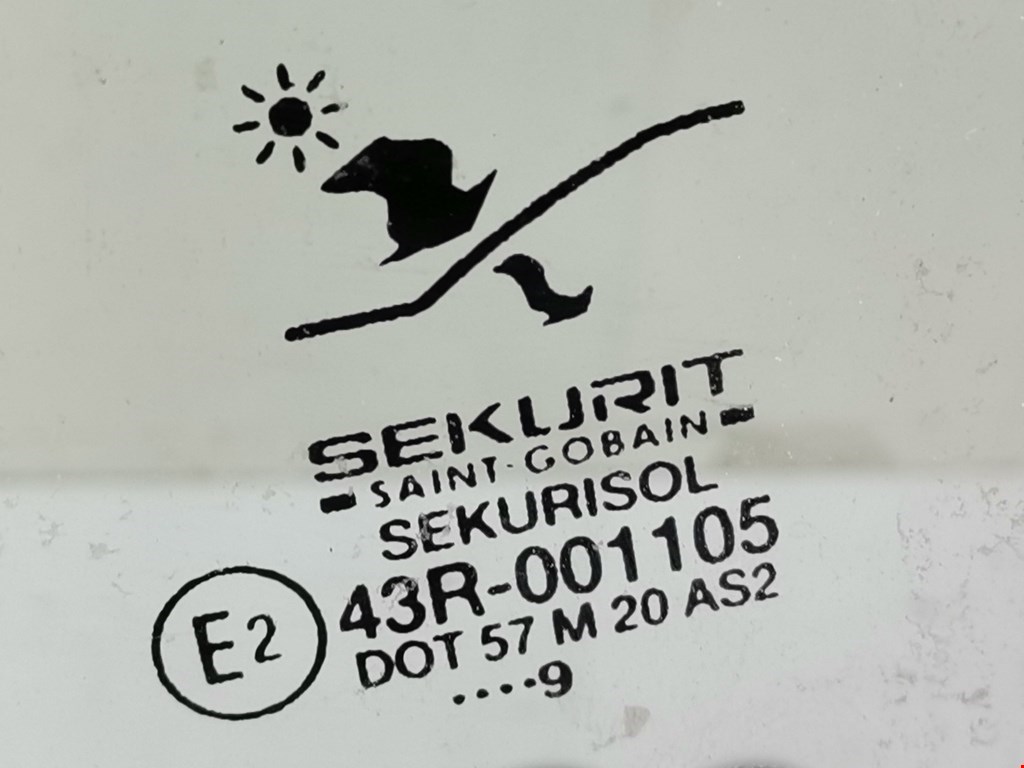 SEKURIT
SAINT-GOBAIN
SEKURISOL
E2
43R-001105
DOT 57 M 20 AS2
....9